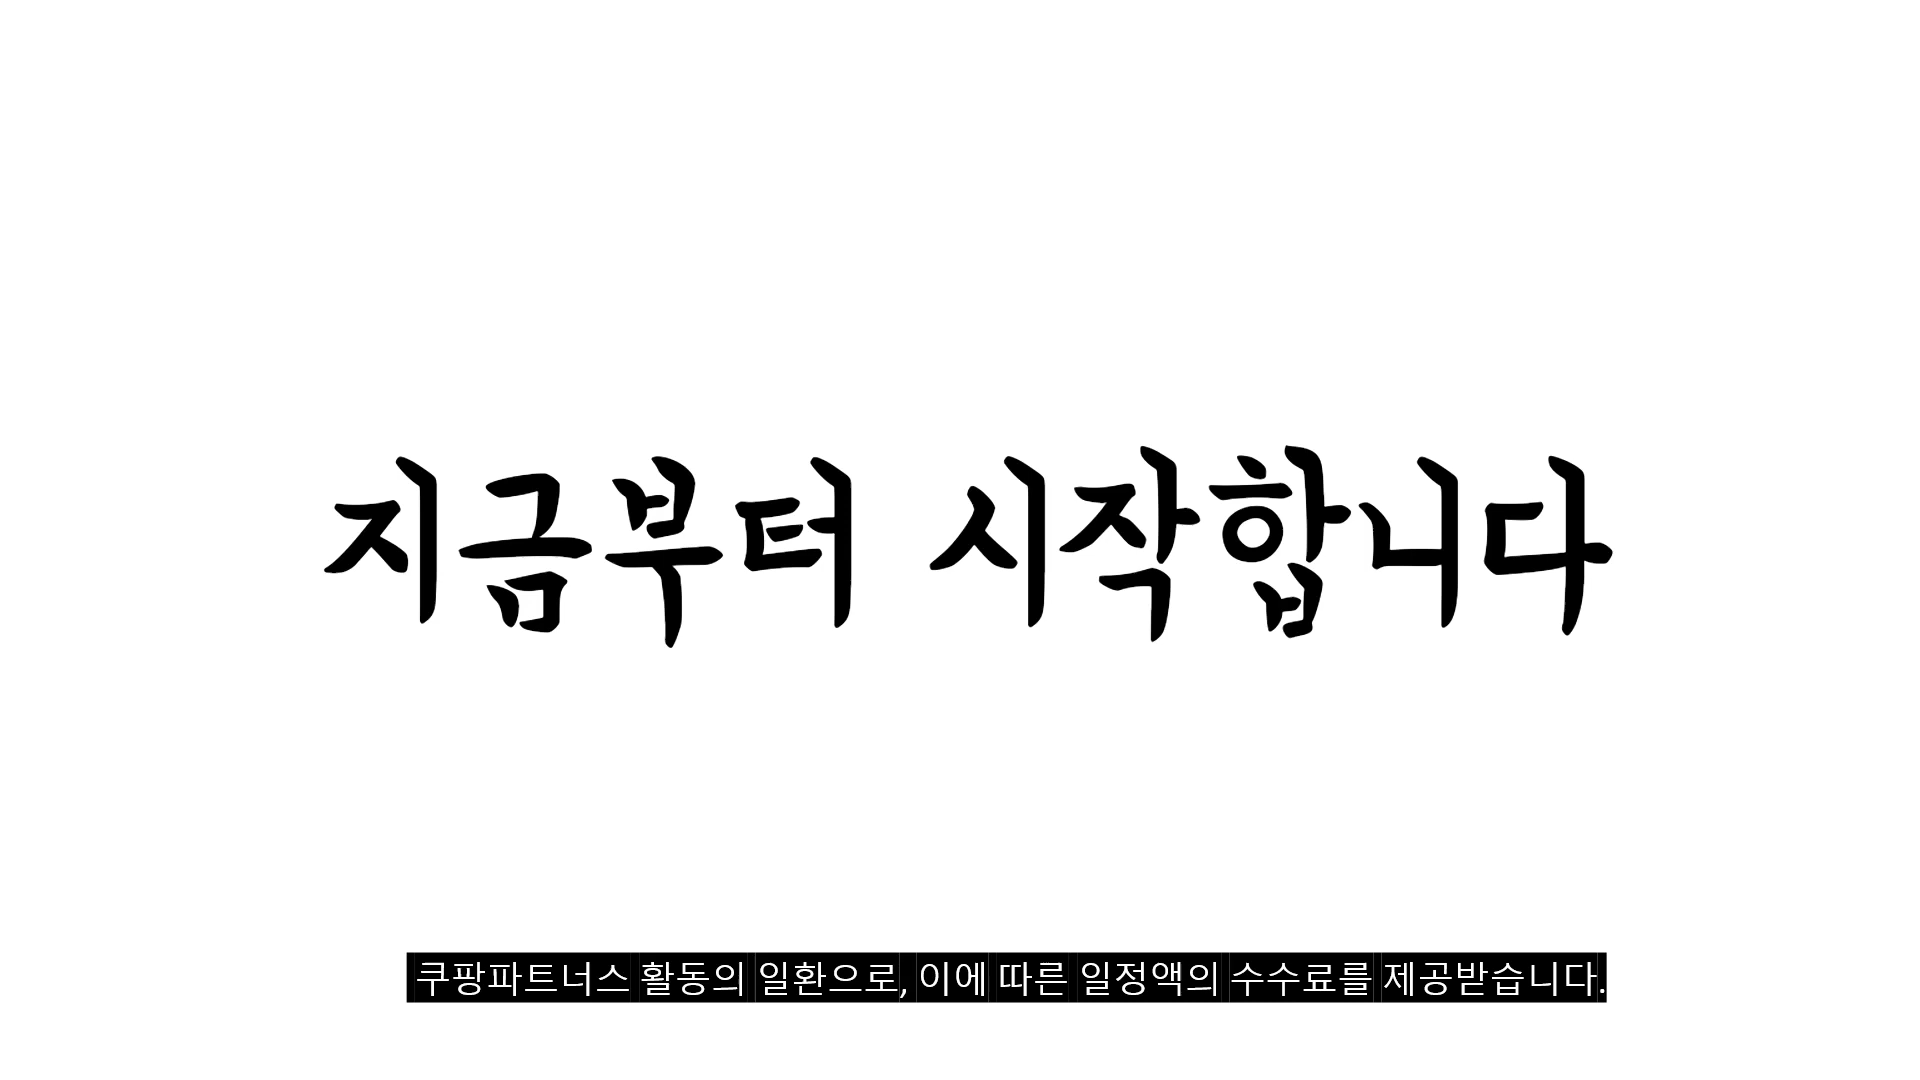 지금부터 시작합니다
쿠팡파트너스 활동의 일환으로, 이에 따른 일정액의 수수료를 제공받습니다.